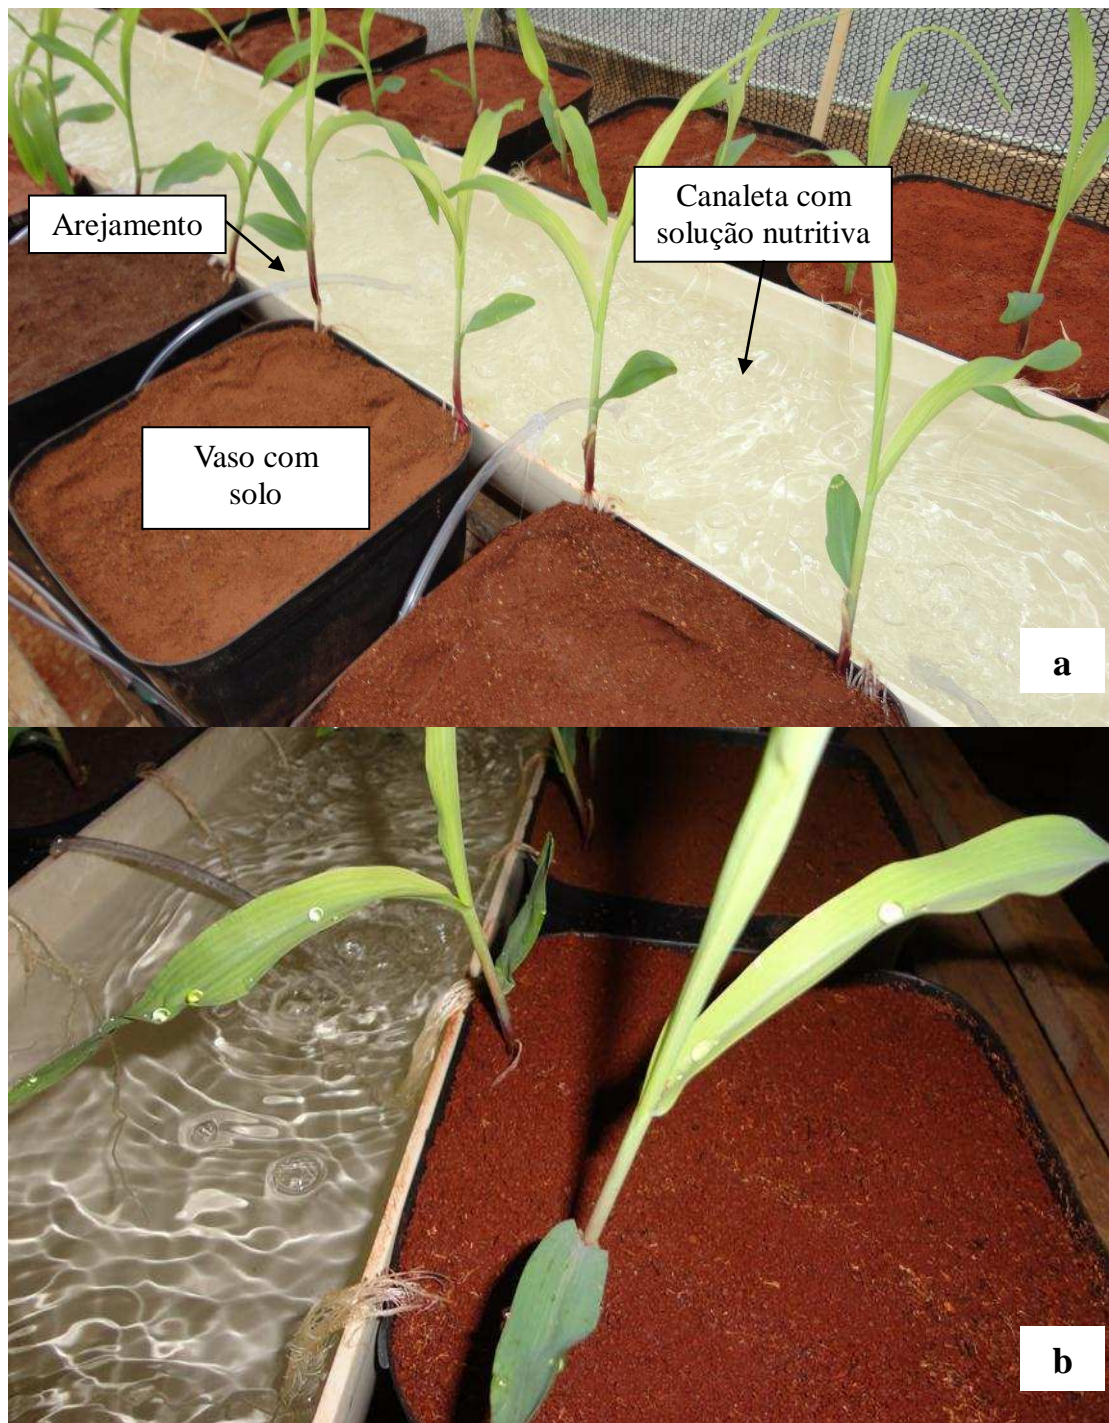 Arejamento
Canaleta com
solução nutritiva
Vaso com
solo
a
b